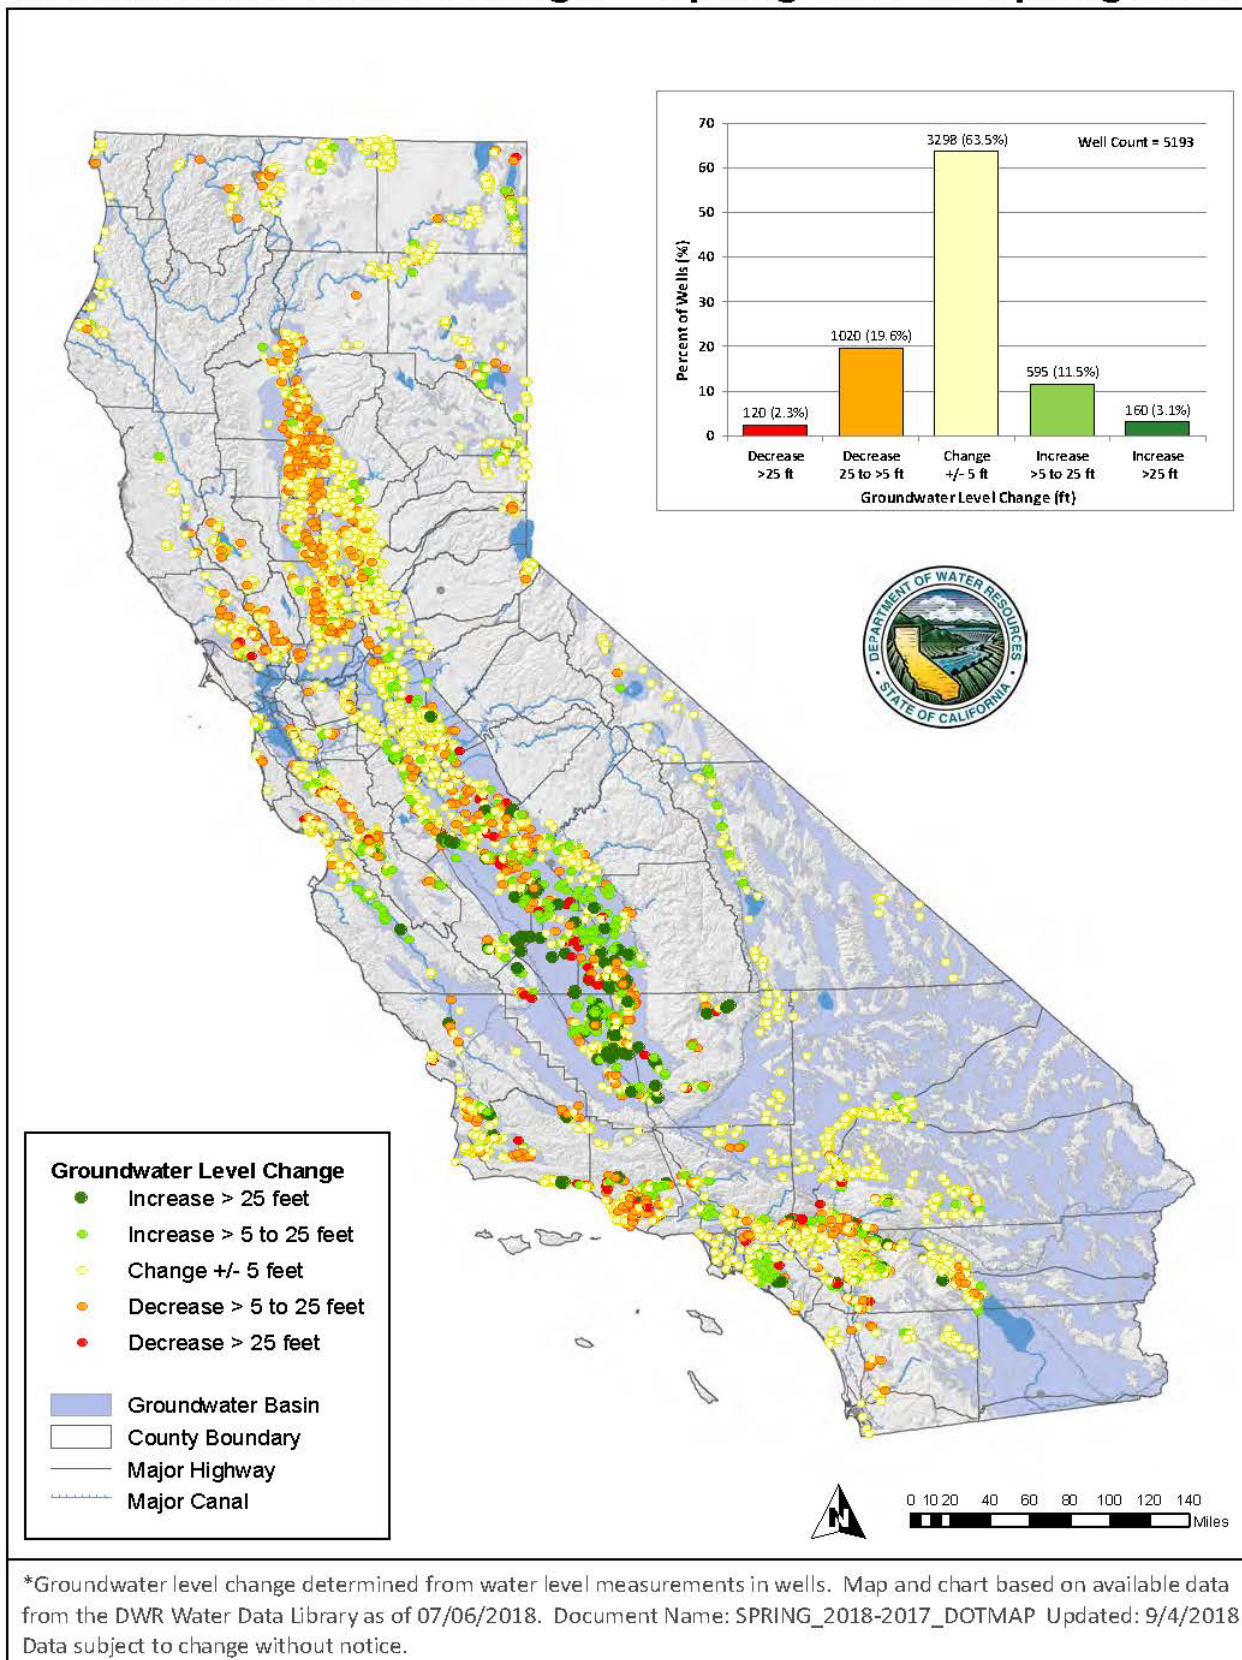 70
60
50
40
30
20
10
0
Percent of Wells (%)
Well Count = 5193
120 (2.3%)
1020 (19.6%)
3298 (63.5%)
595 (11.5%)
160 (3.1%)
Decrease
>25 ft
Decrease
25 to >5 ft
Change
+/- 5 ft
Increase
>5 to 25 ft
Increase
>25 ft
Groundwater Level Change (ft)
DEPARTMENT OF WATER RESOURCES
STATE OF CALIFORNIA
Groundwater Level Change
Increase > 25 feet
Increase > 5 to 25 feet
Change +/- 5 feet
Decrease > 5 to 25 feet
Decrease > 25 feet
Groundwater Basin
County Boundary
Major Highway
Major Canal
N
0 10 20 40 60 80 100 120 140
Miles
*Groundwater level change determined from water level measurements in wells. Map and chart based on available data
from the DWR Water Data Library as of 07/06/2018. Document Name: SPRING_2018-2017_DOTMAP Updated: 9/4/2018
Data subject to change without notice.